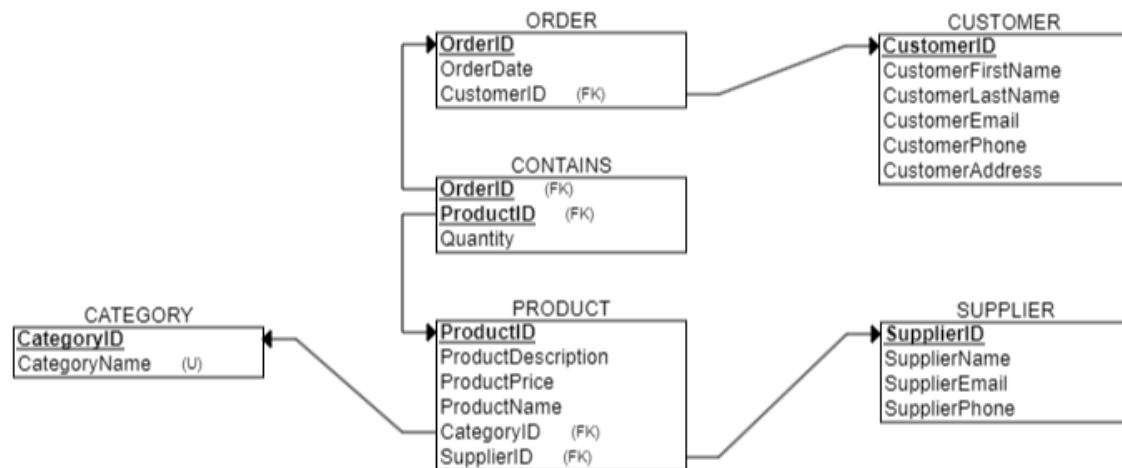 ORDER
OrderID
OrderDate
CustomerID (FK)
CUSTOMER
CustomerID
CustomerFirstName
CustomerLastName
CustomerEmail
CustomerPhone
CustomerAddress
CONTAINS
OrderID (FK)
ProductID (FK)
Quantity
CATEGORY
CategoryID
CategoryName (U)
PRODUCT
ProductID
ProductDescription
ProductPrice
ProductName
CategoryID (FK)
SupplierID (FK)
SUPPLIER
SupplierID
SupplierName
SupplierEmail
SupplierPhone